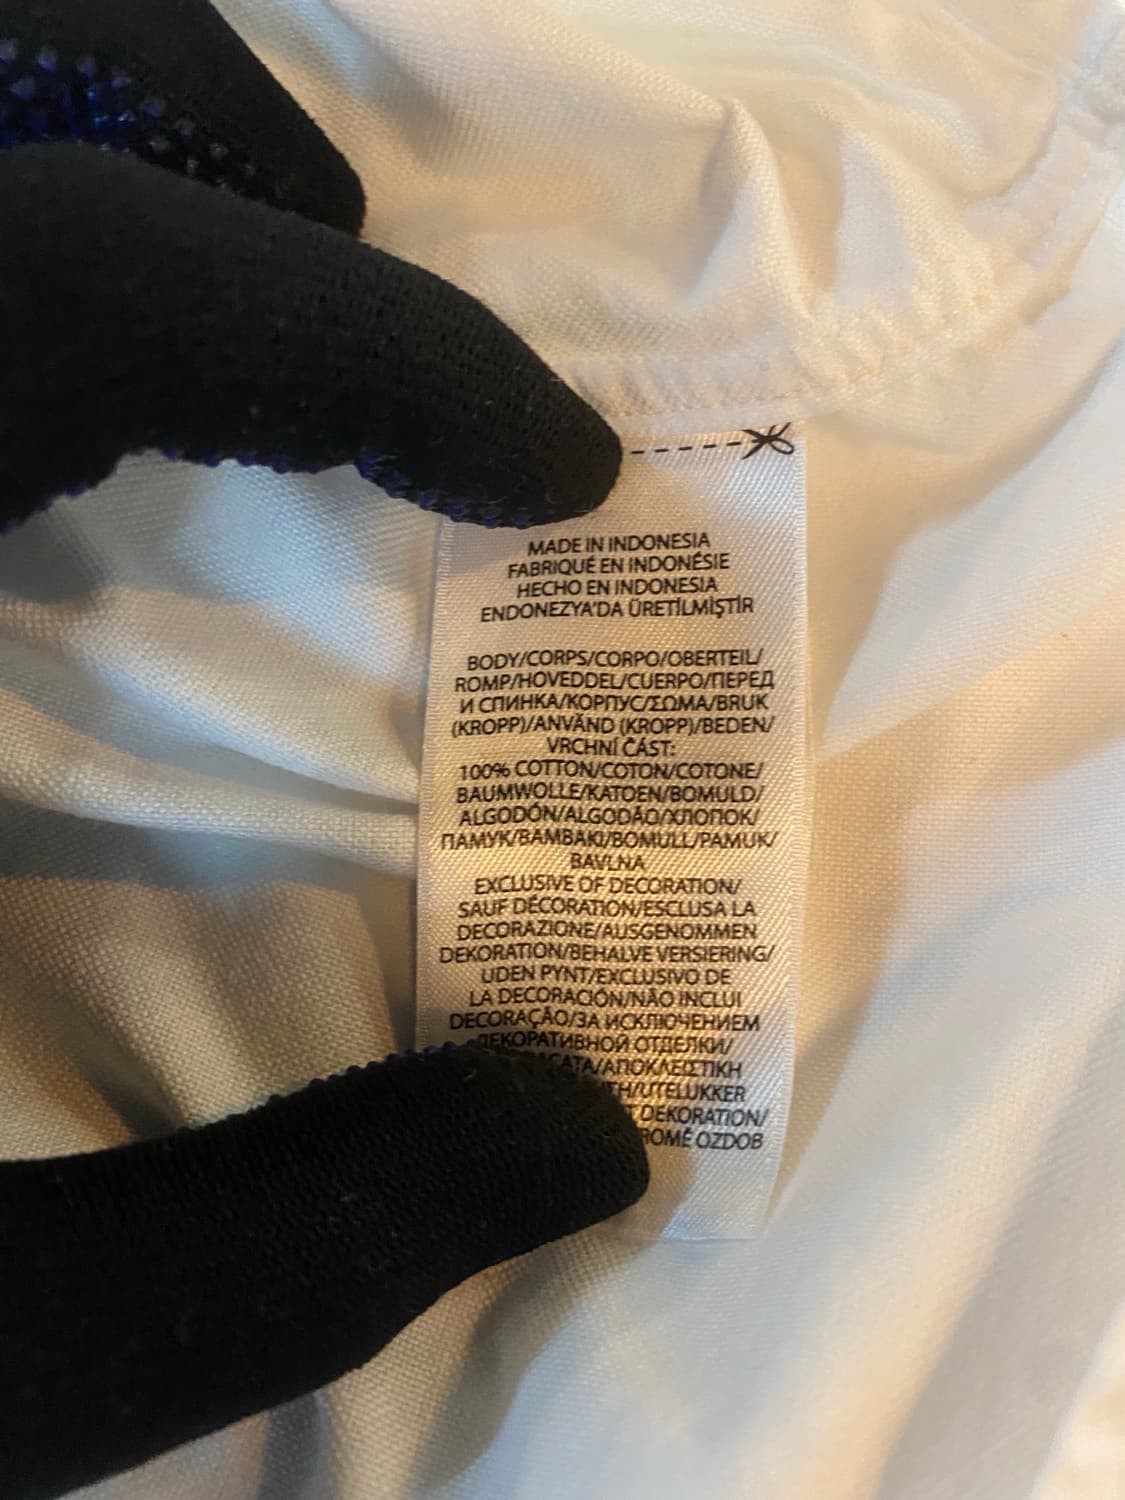 MADE IN INDONESIA
FABRIQUÉ EN INDONÉSIE
HECHO EN INDONESIA
ENDONEZYA'DA ÜRETİLMİŞTİR
BODY/CORPS/CORPO/OBERTEIL/
ROMP/HOVEDDEL/CUERPO/ПЕРЕД
И СПИНКА/КОРПУС/ΣΩΜΑ/BRUK
(KROPP)/ANVÄND (KROPP)/BEDEN/
VRCHNÍ ČÁST:
100% COTTON/COTON/COTONE/
BAUMWOLLE/KATOEN/BOMULD/
ALGODÓN/ALGODÃO/ХЛОПОК/
ПАМУК/ΒΑΜΒΑΚΙ/BOMULL/PAMUK/
BAVLNA
EXCLUSIVE OF DECORATION/
SAUF DÉCORATION/ESCLUSA LA
DECORAZIONE/AUSGENOMMEN
DEKORATION/BEHALVE VERSIERING/
UDEN PYNT/EXCLUSIVO DE
LA DECORACIÓN/NÃO INCLUI
DECORAÇÃO/ЗА ИСКЛЮЧЕНИЕМ
ДЕКОРАТИВНОЙ ОТДЕЛКИ/
ΑΠΟΚΛΕΙΣΤΙΚΗ
UTELUKKER
DEKORATION/
OZDOB